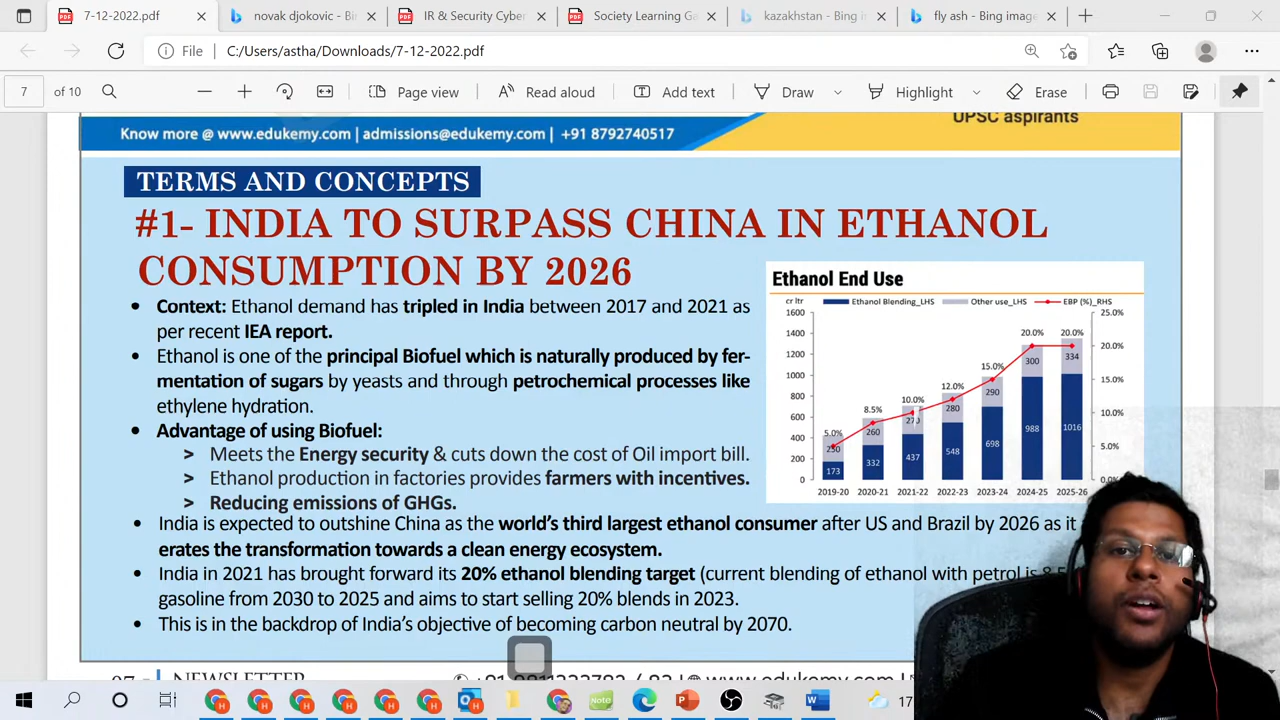 7-12-2022.pdf
novak djokovic - Bi
IR & Security Cyber
Society Learning Ga
kazakhstan - Bing i
fly ash - Bing image
File
C:/Users/astha/Downloads/7-12-2022.pdf
7 of 10
Page view
Read aloud
Add text
Draw
Highlight
Erase
UPSC aspirants
Know more @ www.edukemy.com | admissions@edukemy.com | +91 8792740517
TERMS AND CONCEPTS
#1- INDIA TO SURPASS CHINA IN ETHANOL
CONSUMPTION BY 2026
• Context: Ethanol demand has tripled in India between 2017 and 2021 as
per recent IEA report.
• Ethanol is one of the principal Biofuel which is naturally produced by fer-
mentation of sugars by yeasts and through petrochemical processes like
ethylene hydration.
• Advantage of using Biofuel:
> Meets the Energy security & cuts down the cost of Oil import bill.
> Ethanol production in factories provides farmers with incentives.
> Reducing emissions of GHGs.
• India is expected to outshine China as the world's third largest ethanol consumer after US and Brazil by 2026 as it
erates the transformation towards a clean energy ecosystem.
• India in 2021 has brought forward its 20% ethanol blending target (current blending of ethanol with petrol is 8.5
gasoline from 2030 to 2025 and aims to start selling 20% blends in 2023.
• This is in the backdrop of India's objective of becoming carbon neutral by 2070.
Ethanol End Use
cr ltr Ethanol Blending_LHS Other use_LHS EBP (%)_RHS
1600 25.0%
1400 20.0% 20.0%
1200 300 334 20.0%
1000 15.0% 15.0%
800 12.0% 290
600 8.5% 10.0% 280 10.0%
400 5.0% 260 270
250 5.0%
200 173 332 437 548 698 988 1016
0 0.0%
2019-20 2020-21 2021-22 2022-23 2023-24 2024-25 2025-26
NEWSLETTER